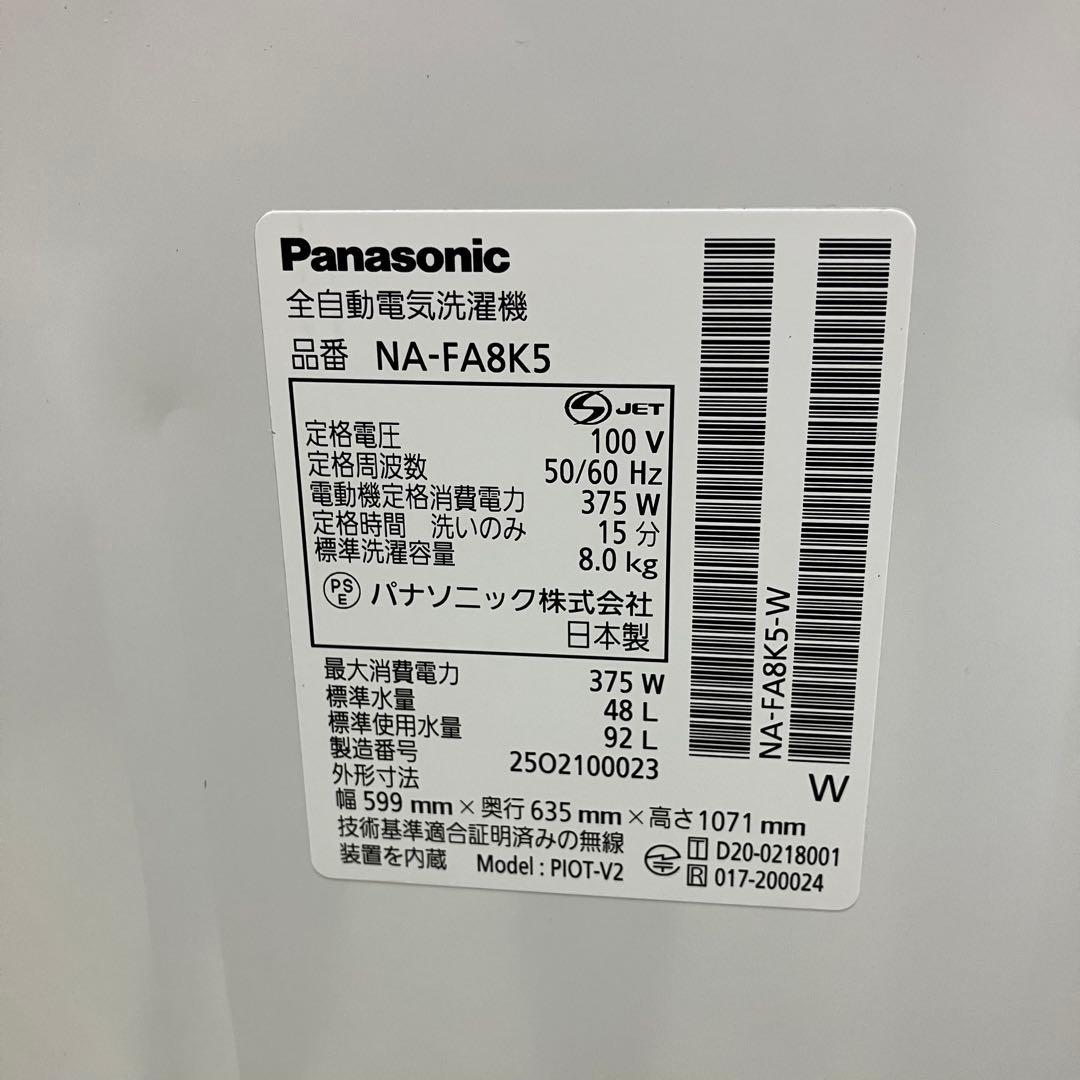 Panasonic
全自動電気洗濯機
品番 NA-FA8K5
JET
定格電圧 100 V
定格周波数 50/60 Hz
電動機定格消費電力 375 W
定格時間 洗いのみ 15 分
標準洗濯容量 8.0 kg
PSE パナソニック株式会社
日本製
最大消費電力 375 W
標準水量 48 L
標準使用水量 92 L
製造番号 25O2100023
外形寸法
幅 599 mm × 奥行 635 mm × 高さ 1071 mm
技術基準適合証明済みの無線
装置を内蔵 Model : PIOT-V2
T D20-0218001
R 017-200024
NA-FA8K5-W
W